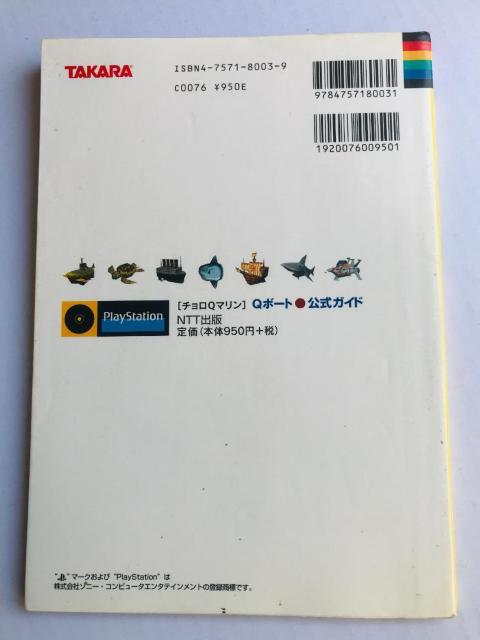 TAKARA
ISBN4-7571-8003-9
C0076 ¥950E
9784757180031
1920076009501
PlayStation
[チョロQマリン] Qボート●公式ガイド
NTT出版
定価(本体950円+税)
" "マークおよび"PlayStation"は
株式会社ソニー・コンピュータエンタテインメントの登録商標です。